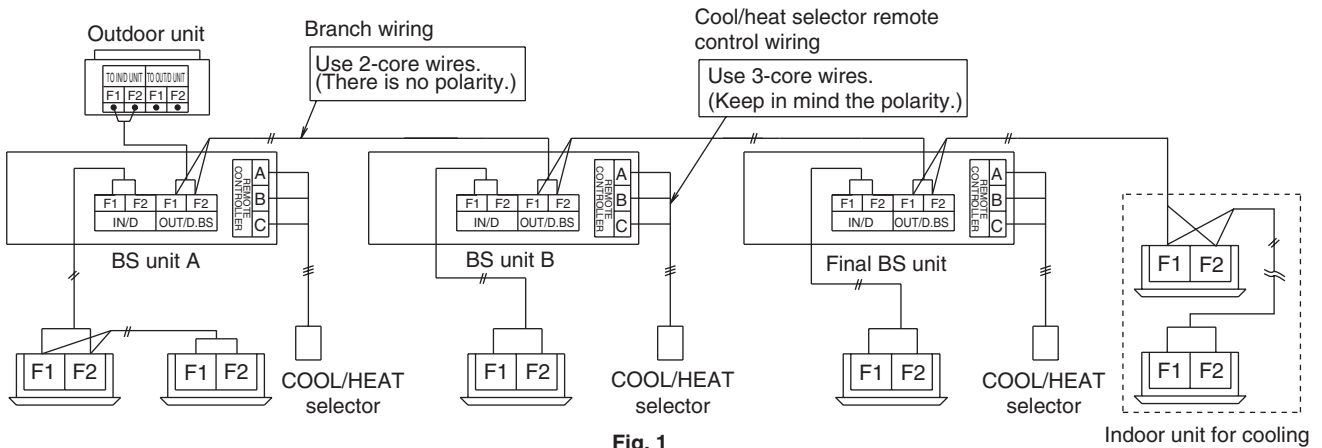 Outdoor unit
TO IN/D UNIT TO OUT/D UNIT
F1 F2 F1 F2
Branch wiring
Use 2-core wires.
(There is no polarity.)
Cool/heat selector remote
control wiring
Use 3-core wires.
(Keep in mind the polarity.)
F1 F2 F1 F2
IN/D OUT/D.BS
REMOTE
CONTROLLER
A
B
C
BS unit A
F1 F2 F1 F2
IN/D OUT/D.BS
REMOTE
CONTROLLER
A
B
C
BS unit B
F1 F2 F1 F2
IN/D OUT/D.BS
REMOTE
CONTROLLER
A
B
C
Final BS unit
F1 F2
F1 F2
COOL/HEAT
selector
F1 F2
COOL/HEAT
selector
F1 F2
COOL/HEAT
selector
F1 F2
F1 F2
Indoor unit for cooling
Fig. 1